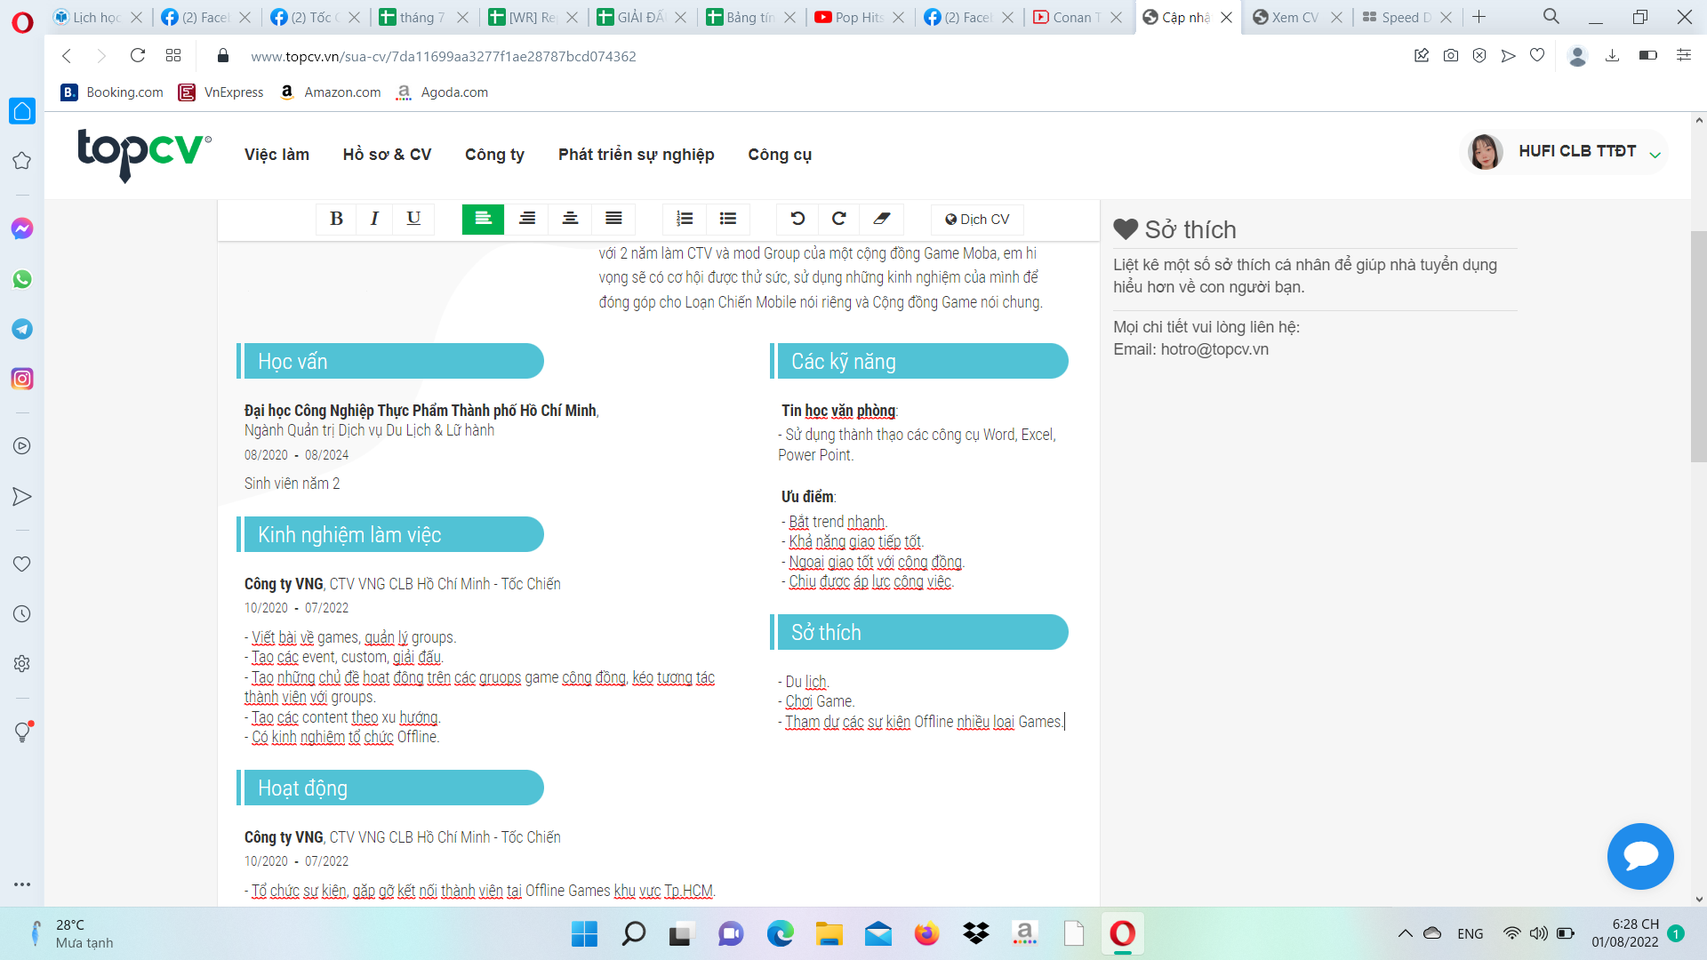 Lịch học
(2) Faceb
(2) Tốc C
tháng 7
[WR] Re
GIẢI ĐẤ
Bảng tín
Pop Hits
(2) Faceb
Conan T
Cập nhậ
Xem CV
Speed D
www.topcv.vn/sua-cv/7da11699aa3277f1ae28787bcd074362
B. Booking.com
E VnExpress
a Amazon.com
a Agoda.com
topcv
Việc làm
Hồ sơ & CV
Công ty
Phát triển sự nghiệp
Công cụ
HUFI CLB TTĐT
B I U
Dịch CV
với 2 năm làm CTV và mod Group của một cộng đồng Game Moba, em hi
vọng sẽ có cơ hội được thử sức, sử dụng những kinh nghiệm của mình để
đóng góp cho Loạn Chiến Mobile nói riêng và Cộng đồng Game nói chung.
Học vấn
Đại học Công Nghiệp Thực Phẩm Thành phố Hồ Chí Minh,
Ngành Quản trị Dịch vụ Du Lịch & Lữ hành
08/2020 - 08/2024
Sinh viên năm 2
Kinh nghiệm làm việc
Công ty VNG, CTV VNG CLB Hồ Chí Minh - Tốc Chiến
10/2020 - 07/2022
- Viết bài về games, quản lý groups.
- Tạo các event, custom, giải đấu.
- Tạo những chủ đề hoạt động trên các gruops game cộng đồng, kéo tương tác
thành viên với groups.
- Tạo các content theo xu hướng.
- Có kinh nghiệm tổ chức Offline.
Hoạt động
Công ty VNG, CTV VNG CLB Hồ Chí Minh - Tốc Chiến
10/2020 - 07/2022
- Tổ chức sự kiện, gặp gỡ kết nối thành viên tại Offline Games khu vực Tp.HCM.
Các kỹ năng
Tin học văn phòng:
- Sử dụng thành thạo các công cụ Word, Excel,
Power Point.
Ưu điểm:
- Bắt trend nhanh.
- Khả năng giao tiếp tốt.
- Ngoại giao tốt với cộng đồng.
- Chịu được áp lực công việc.
Sở thích
- Du lịch.
- Chơi Game.
- Tham dự các sự kiện Offline nhiều loại Games.
Sở thích
Liệt kê một số sở thích cá nhân để giúp nhà tuyển dụng
hiểu hơn về con người bạn.
Mọi chi tiết vui lòng liên hệ:
Email: hotro@topcv.vn
28°C
Mưa tạnh
ENG
6:28 CH
01/08/2022
1